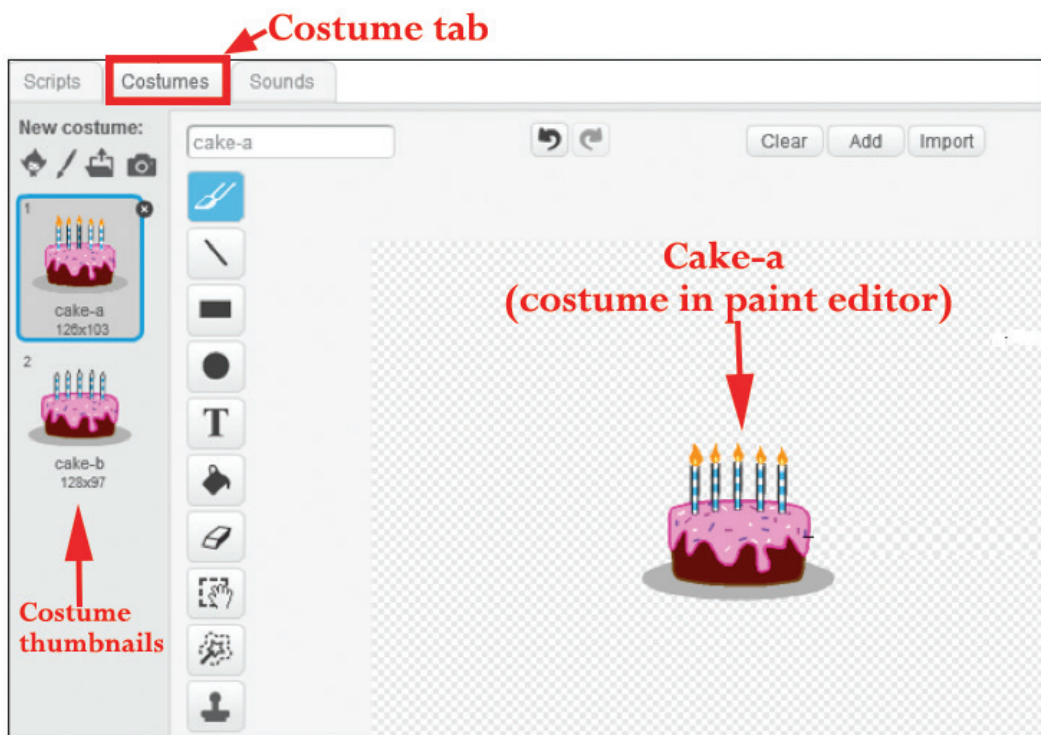 Costume tab
Scripts Costumes Sounds
New costume:
cake-a
Clear Add Import
1
cake-a
128x103
2
cake-b
128x97
Costume
thumbnails
T
Cake-a
(costume in paint editor)